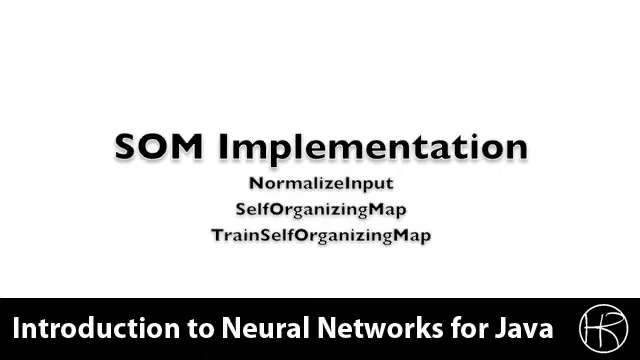 SOM Implementation
NormalizeInput
SelfOrganizingMap
TrainSelfOrganizingMap
Introduction to Neural Networks for Java